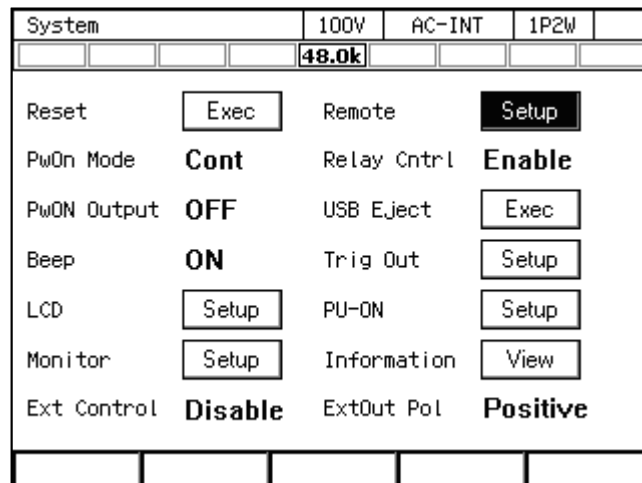 System 100V AC-INT 1P2W
48.0k
Reset Exec Remote Setup
PwOn Mode Cont Relay Cntrl Enable
PwON Output OFF USB Eject Exec
Beep ON Trig Out Setup
LCD Setup PU-ON Setup
Monitor Setup Information View
Ext Control Disable ExtOut Pol Positive